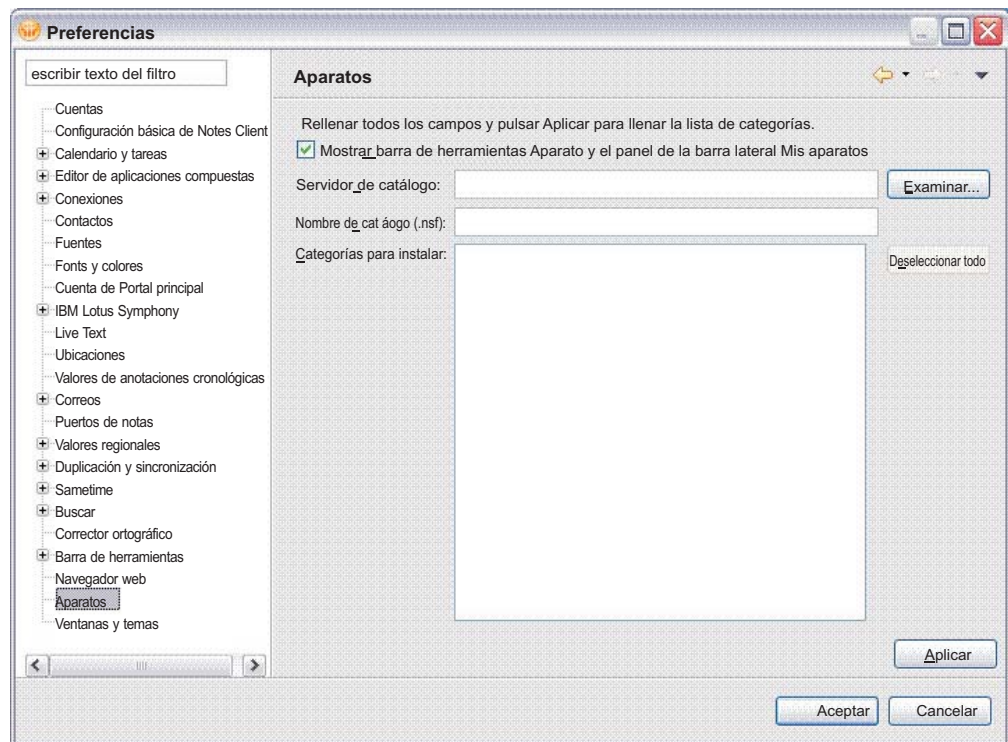 Preferencias
escribir texto del filtro
Cuentas
Configuración básica de Notes Client
Calendario y tareas
Editor de aplicaciones compuestas
Conexiones
Contactos
Fuentes
Fonts y colores
Cuenta de Portal principal
IBM Lotus Symphony
Live Text
Ubicaciones
Valores de anotaciones cronológicas
Correos
Puertos de notas
Valores regionales
Duplicación y sincronización
Sametime
Buscar
Corrector ortográfico
Barra de herramientas
Navegador web
Aparatos
Ventanas y temas
Aparatos
Rellenar todos los campos y pulsar Aplicar para llenar la lista de categorías.
Mostrar barra de herramientas Aparato y el panel de la barra lateral Mis aparatos
Servidor de catálogo:
Examinar...
Nombre de cat áogo (.nsf):
Categorías para instalar:
Deseleccionar todo
Aplicar
Aceptar
Cancelar